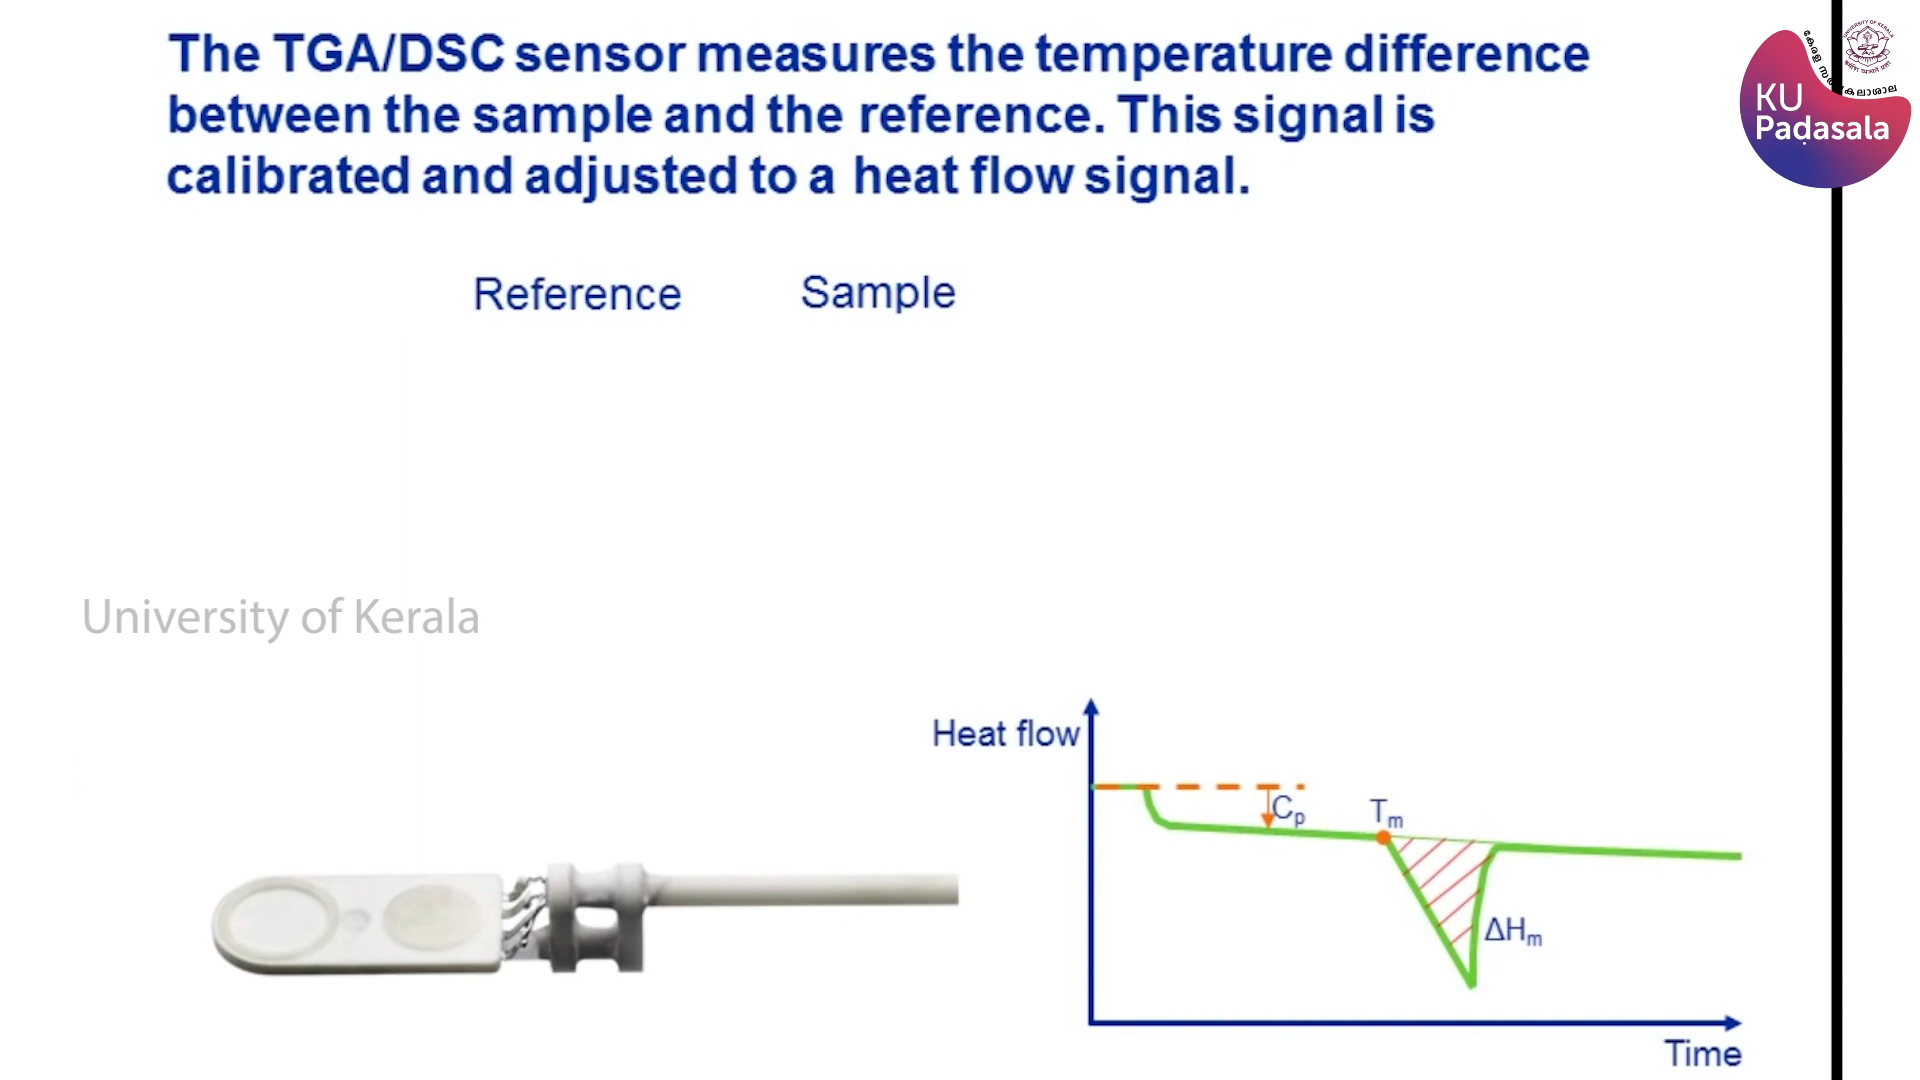 The TGA/DSC sensor measures the temperature difference
between the sample and the reference. This signal is
calibrated and adjusted to a heat flow signal.
KU
Padasala
Reference
Sample
University of Kerala
Heat flow
Cp
Tm
ΔHm
Time